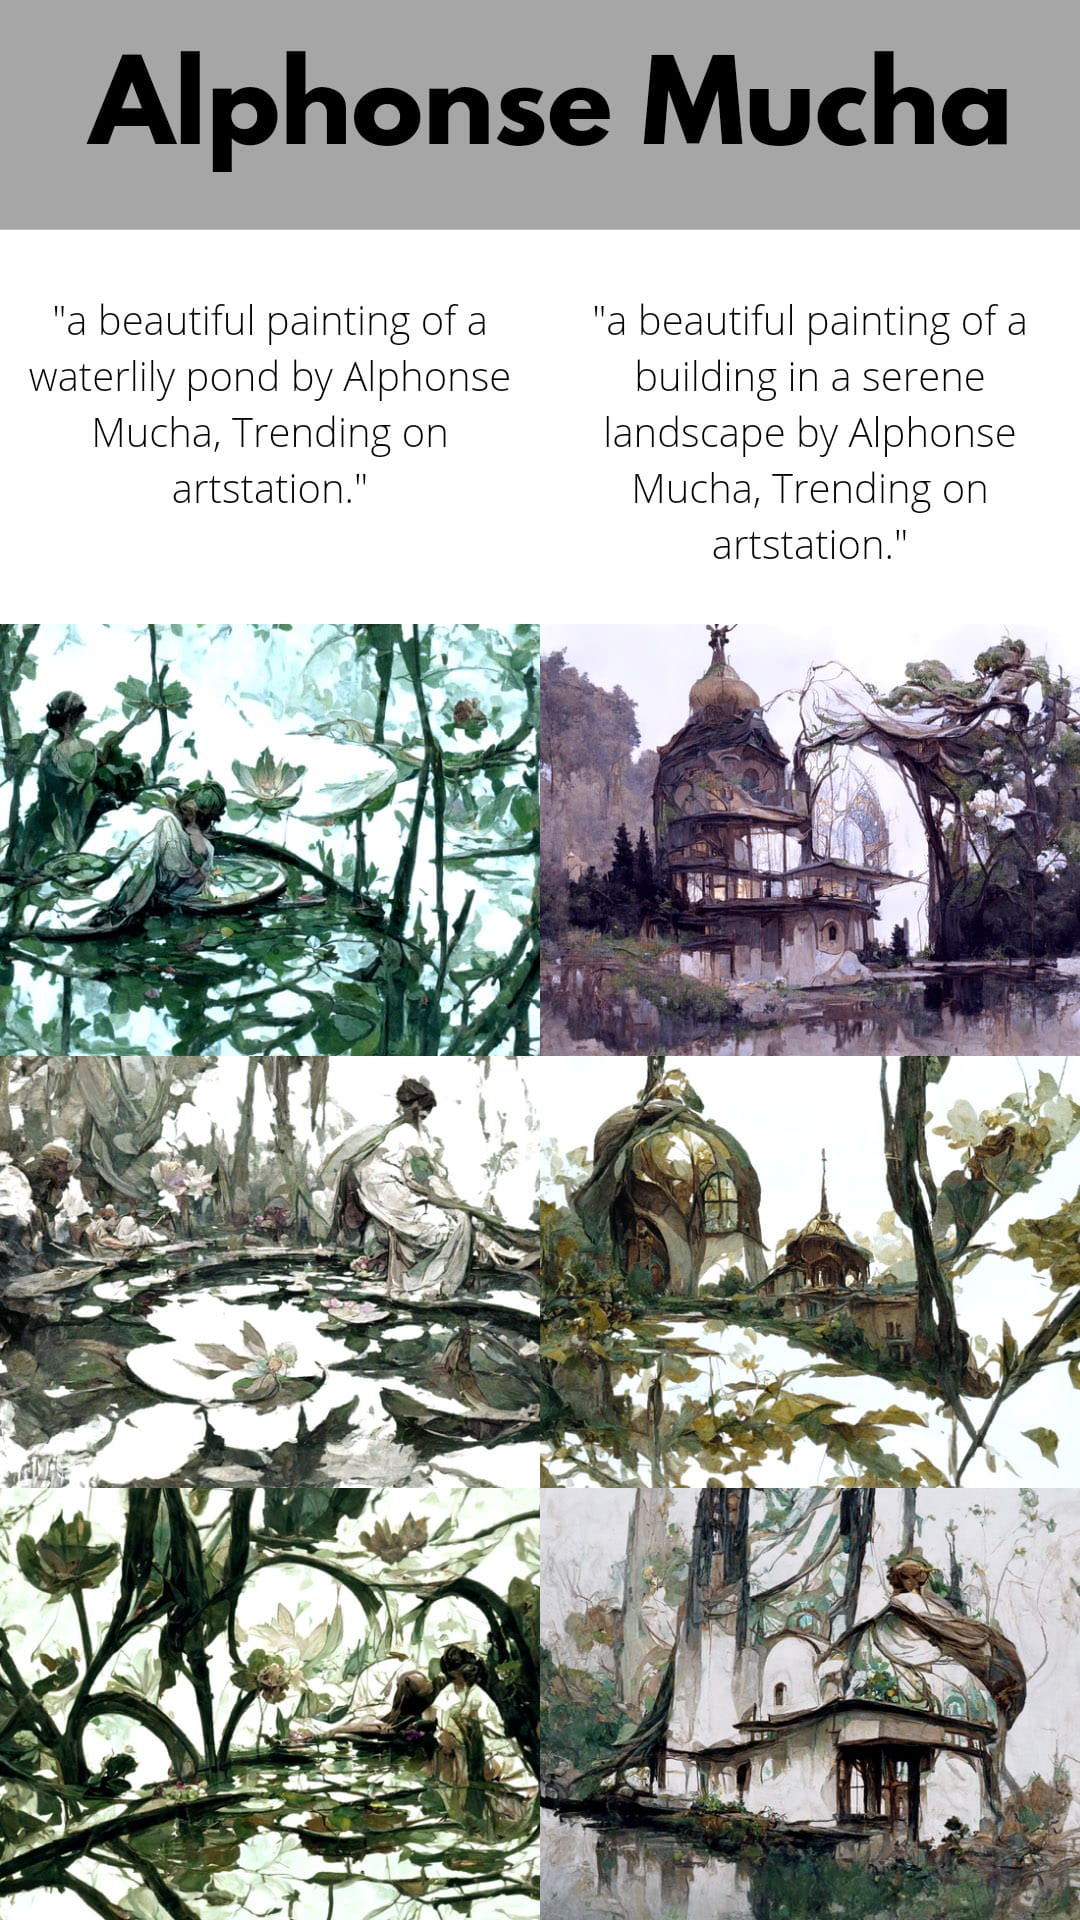 Alphonse Mucha
"a beautiful painting of a
waterlily pond by Alphonse
Mucha, Trending on
artstation."
"a beautiful painting of a
building in a serene
landscape by Alphonse
Mucha, Trending on
artstation."